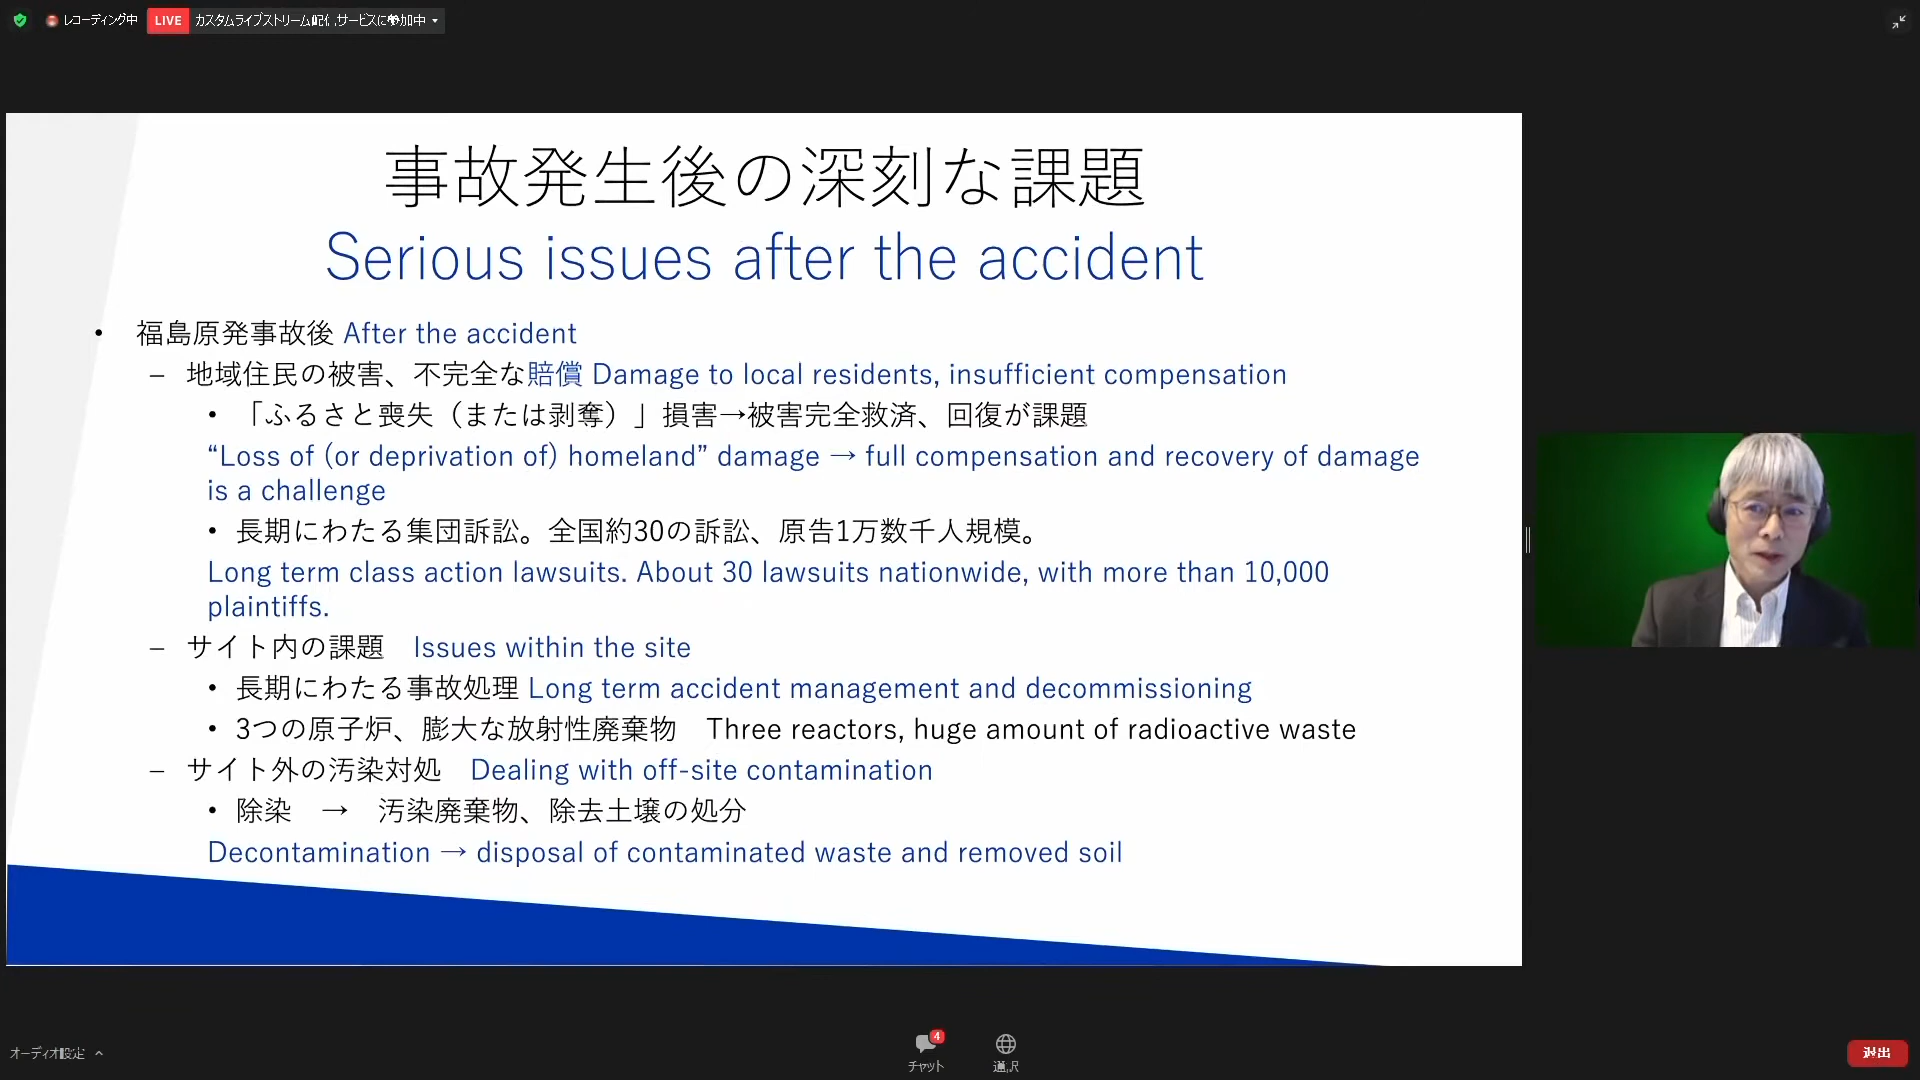 レコーディング中
LIVE
カスタムライブストリーム配信サービスに参加中
事故発生後の深刻な課題
Serious issues after the accident
• 福島原発事故後 After the accident
– 地域住民の被害、不完全な賠償 Damage to local residents, insufficient compensation
• 「ふるさと喪失（または剥奪）」損害→被害完全救済、回復が課題
“Loss of (or deprivation of) homeland” damage → full compensation and recovery of damage
is a challenge
• 長期にわたる集団訴訟。全国約30の訴訟、原告1万数千人規模。
Long term class action lawsuits. About 30 lawsuits nationwide, with more than 10,000
plaintiffs.
– サイト内の課題 Issues within the site
• 長期にわたる事故処理 Long term accident management and decommissioning
• 3つの原子炉、膨大な放射性廃棄物 Three reactors, huge amount of radioactive waste
– サイト外の汚染対処 Dealing with off-site contamination
• 除染 → 汚染廃棄物、除去土壌の処分
Decontamination → disposal of contaminated waste and removed soil
オーディオ設定
4
チャット
通訳
退出